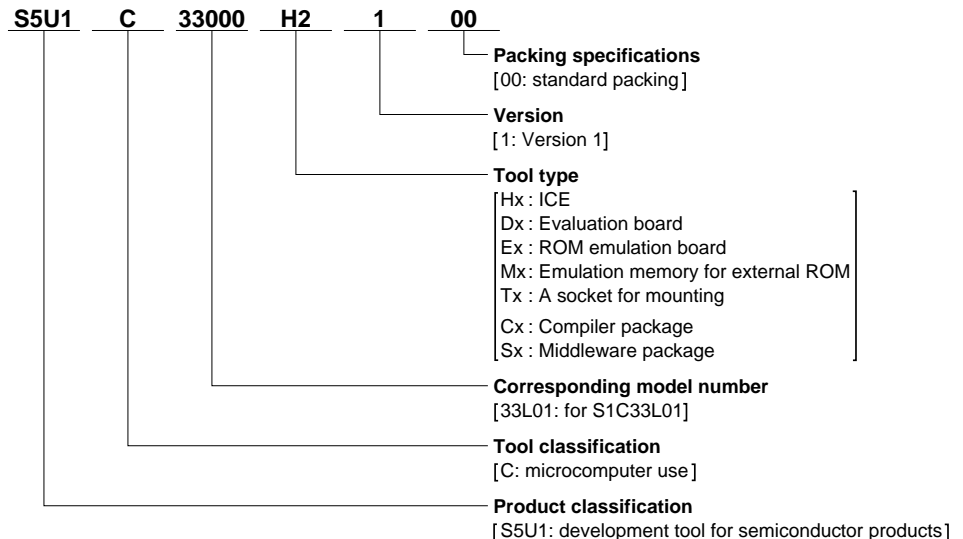 S5U1 C 33000 H2 1 00
Packing specifications
[00: standard packing]
Version
[1: Version 1]
Tool type
[Hx : ICE
Dx : Evaluation board
Ex : ROM emulation board
Mx : Emulation memory for external ROM
Tx : A socket for mounting
Cx : Compiler package
Sx : Middleware package]
Corresponding model number
[33L01: for S1C33L01]
Tool classification
[C: microcomputer use]
Product classification
[S5U1: development tool for semiconductor products]